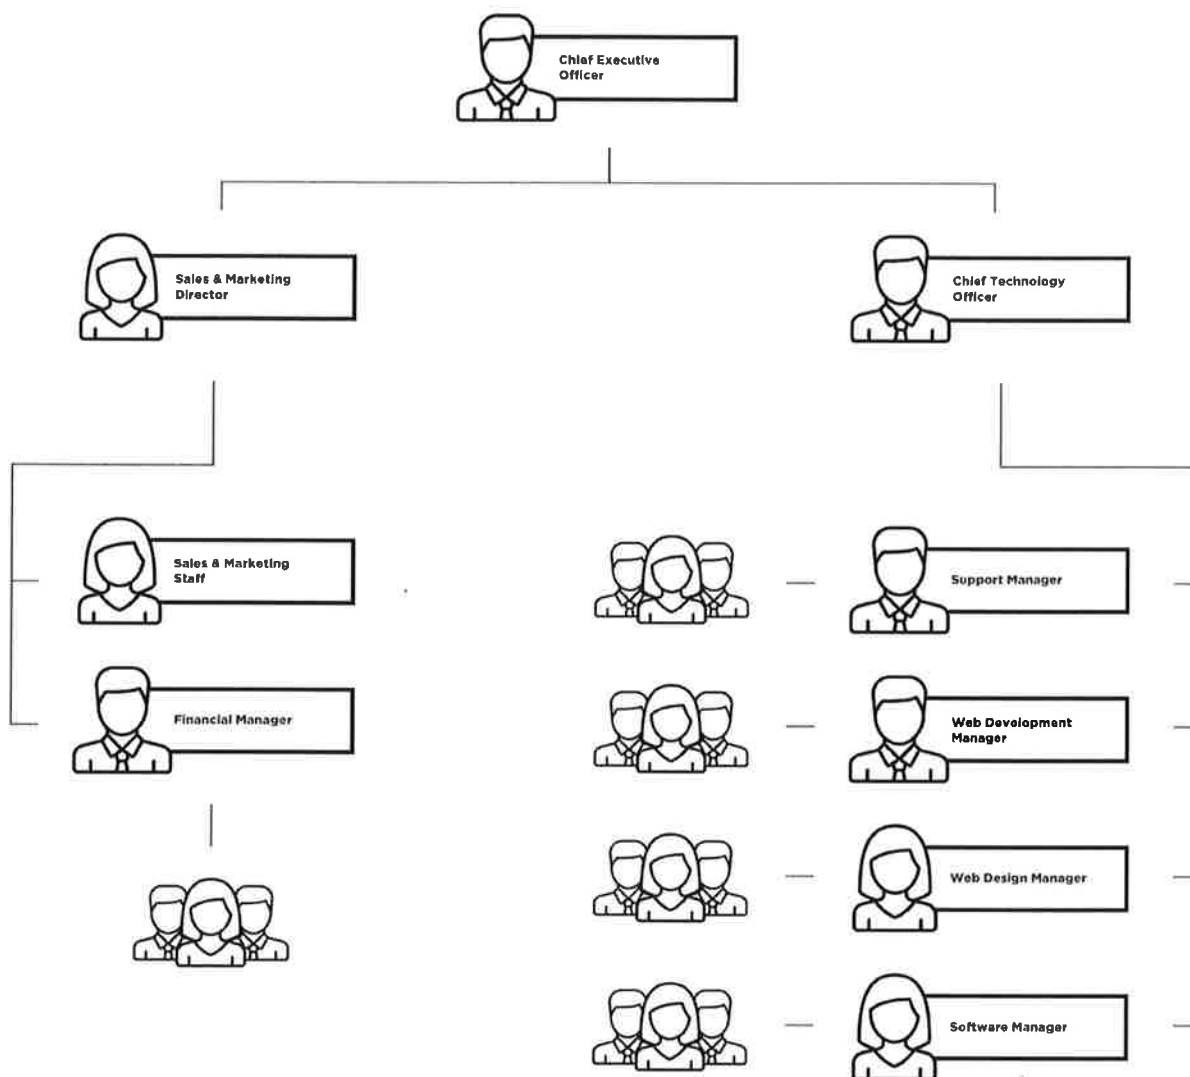 Chief Executive
Officer
Sales & Marketing
Director
Chief Technology
Officer
Sales & Marketing
Staff
Support Manager
Financial Manager
Web Development
Manager
Web Design Manager
Software Manager